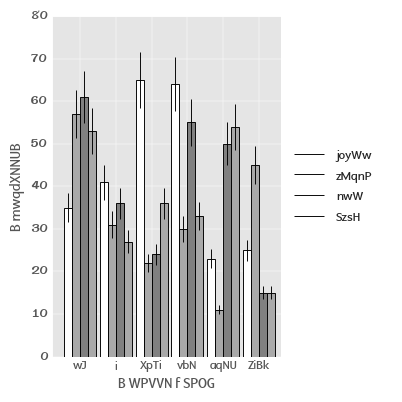 80
70
60
50
40
30
20
10
0
B mwqdXNNUB
wJ i XpTi vbN aqNU ZiBk
B WPVVN f SPOG
joyWw
zMqnP
nwW
SzsH